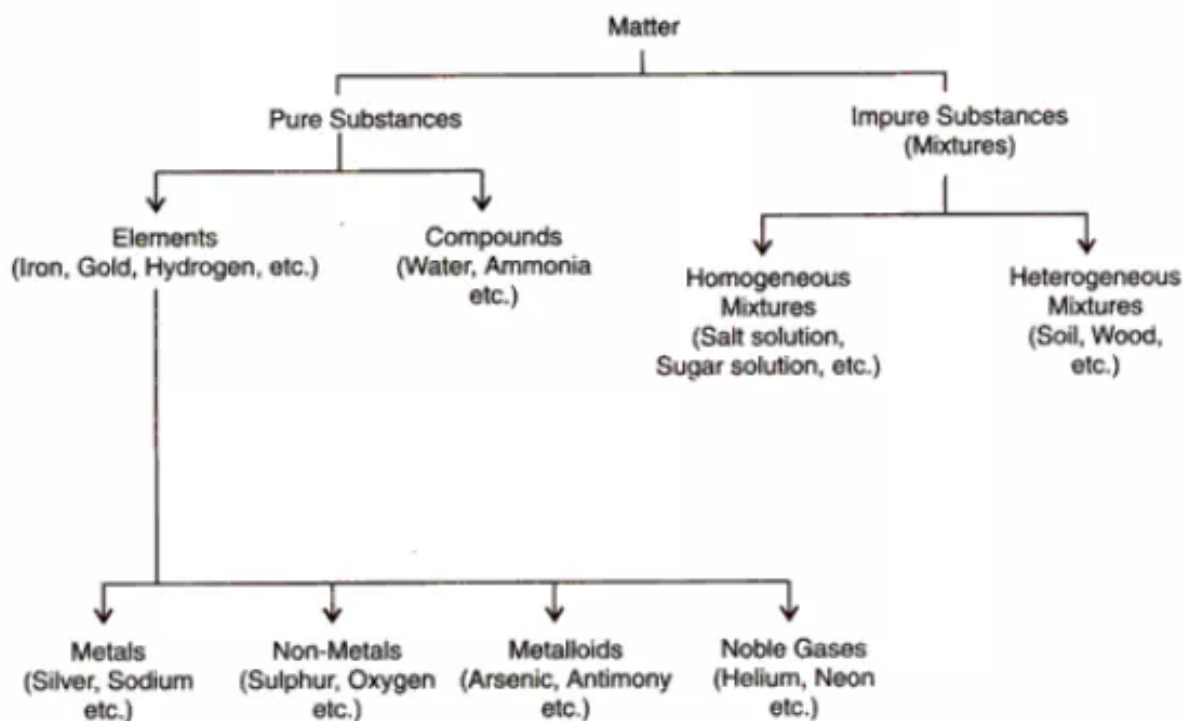 Matter
Pure Substances
Impure Substances
(Mixtures)
Elements
(Iron, Gold, Hydrogen, etc.)
Compounds
(Water, Ammonia
etc.)
Homogeneous
Mixtures
(Salt solution,
Sugar solution, etc.)
Heterogeneous
Mixtures
(Soil, Wood,
etc.)
Metals
(Silver, Sodium
etc.)
Non-Metals
(Sulphur, Oxygen
etc.)
Metalloids
(Arsenic, Antimony
etc.)
Noble Gases
(Helium, Neon
etc.)